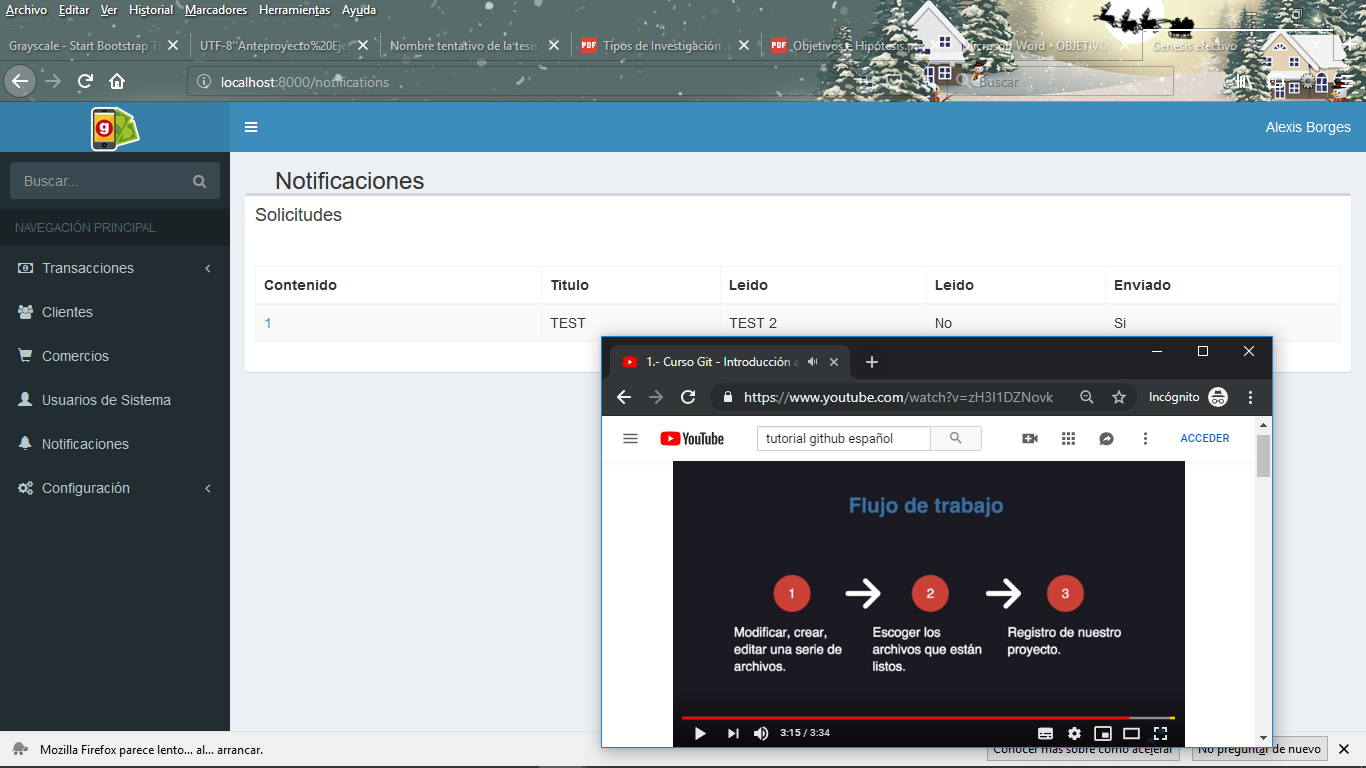 Archivo Editar Ver Historial Marcadores Herramientas Ayuda
Grayscale - Start Bootstrap
UTF-8''Anteproyecto%20Eje
Nombre tentativo de la tesis
PDF Tipos de Investigación
PDF Objetivos e Hipótesis.
Microsoft Word - OBJETIVO
Genesis efectivo
localhost:8000/notifications
Buscar
g
Alexis Borges
Buscar...
NAVEGACIÓN PRINCIPAL
Transacciones
Clientes
Comercios
Usuarios de Sistema
Notificaciones
Configuración
Notificaciones
Solicitudes
Contenido Titulo Leido Leido Enviado
1 TEST TEST 2 No Si
1.- Curso Git - Introducción a
https://www.youtube.com/watch?v=zH3I1DZNovk
Incógnito
YouTube
tutorial github español
ACCEDER
Flujo de trabajo
1 2 3
Modificar, crear,
editar una serie de
archivos.
Escoger los
archivos que están
listos.
Registro de nuestro
proyecto.
3:15 / 3:34
Mozilla Firefox parece lento... al... arrancar.
Conocer más sobre cómo acelerar
No preguntar de nuevo